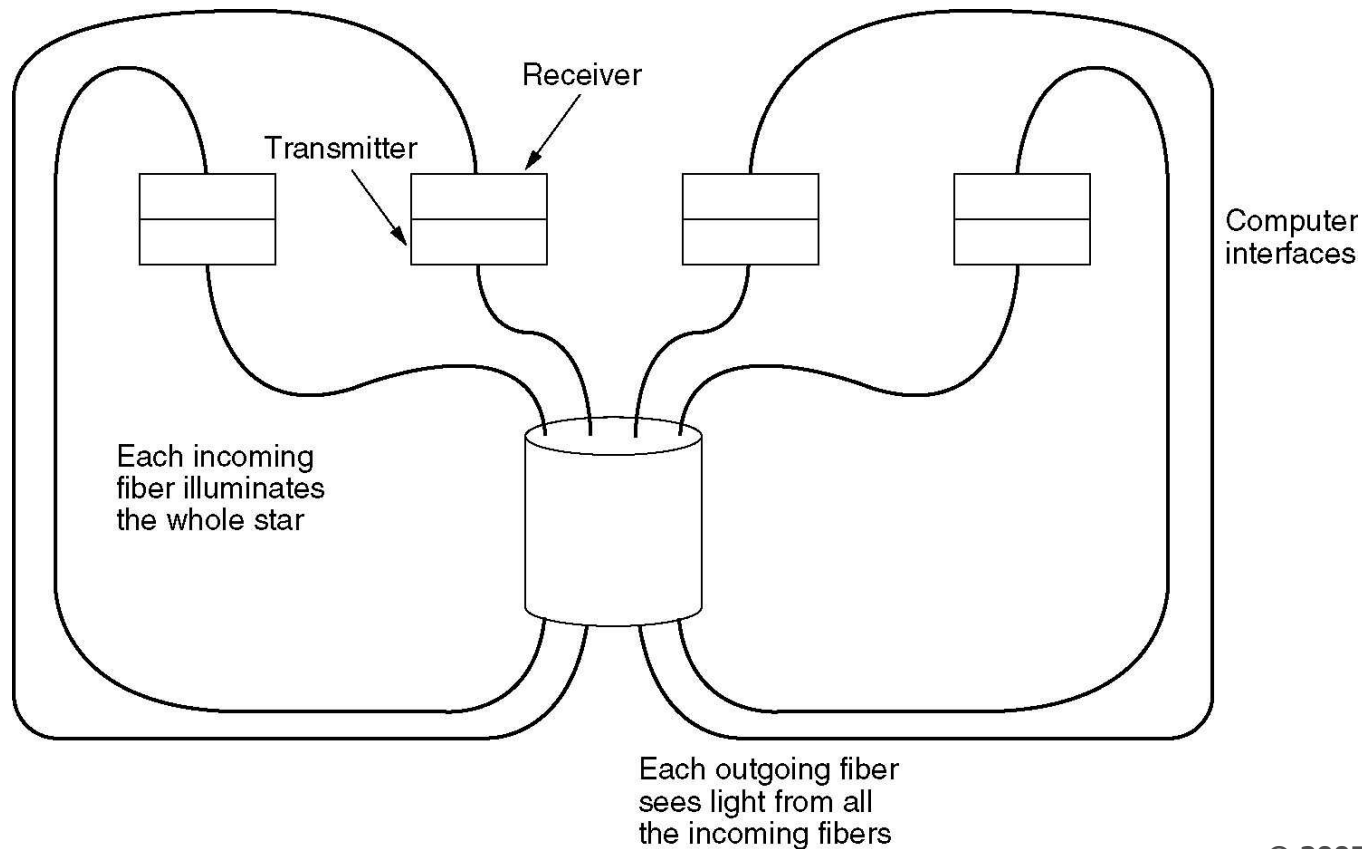 Receiver
Transmitter
Computer
interfaces
Each incoming
fiber illuminates
the whole star
Each outgoing fiber
sees light from all
the incoming fibers